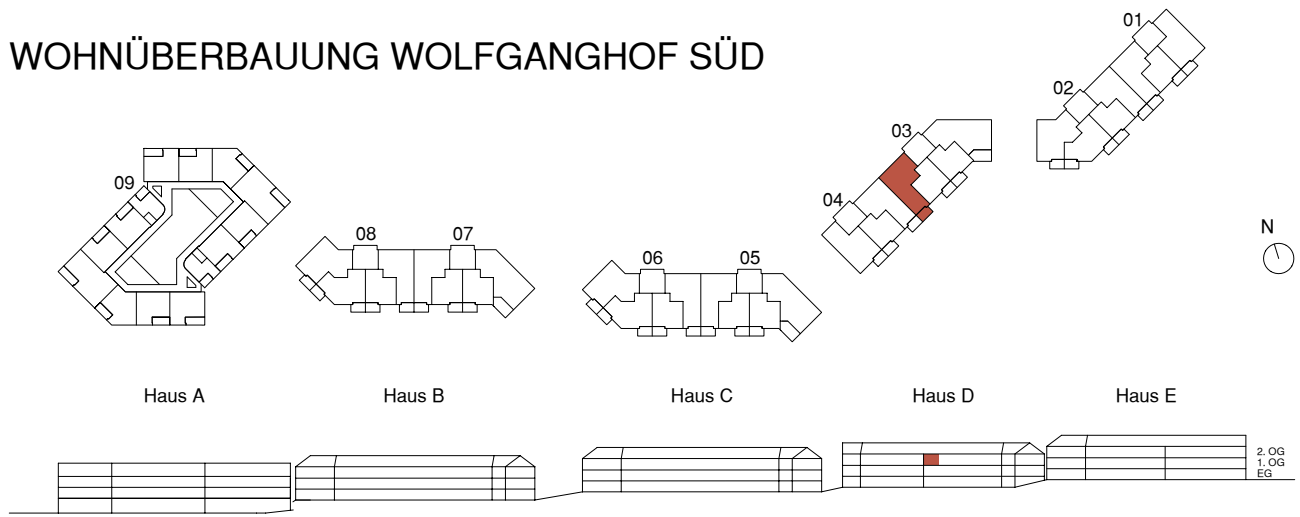 WOHNÜBERBAUUNG WOLFGANGHOF SÜD
01
02
03
04
09
08
07
06
05
N
Haus A
Haus B
Haus C
Haus D
Haus E
2. OG
1. OG
EG